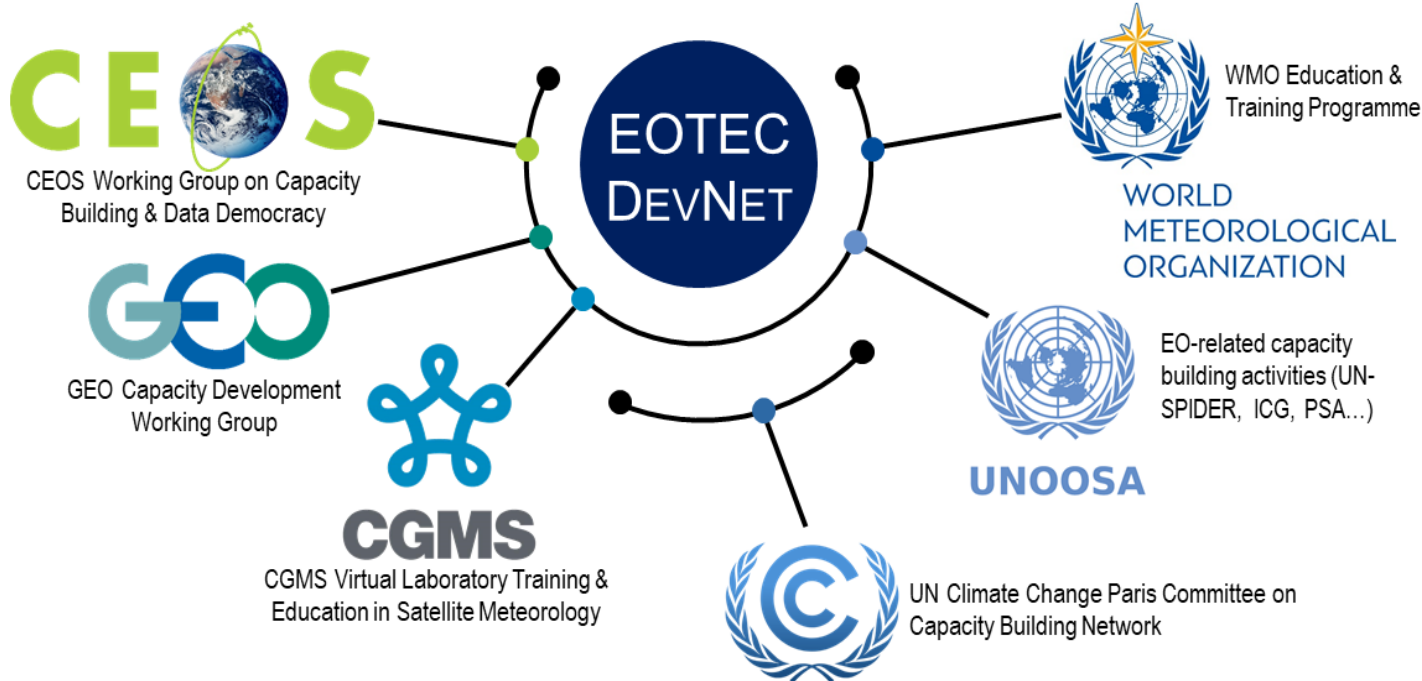 CEOS
CEOS Working Group on Capacity
Building & Data Democracy
GEO
GEO Capacity Development
Working Group
CGMS
CGMS Virtual Laboratory Training &
Education in Satellite Meteorology
EOTEC
DEVNET
WMO Education &
Training Programme
WORLD
METEOROLOGICAL
ORGANIZATION
EO-related capacity
building activities (UN-
SPIDER, ICG, PSA...)
UNOOSA
UN Climate Change Paris Committee on
Capacity Building Network